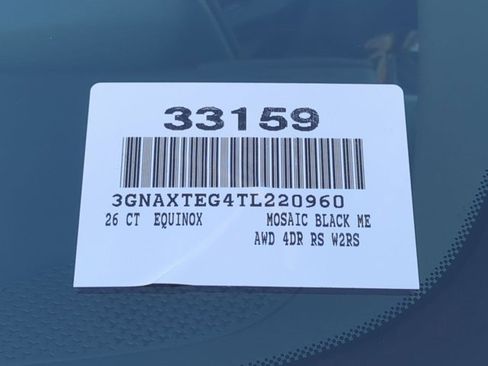 33159
3GNAXTEG4TL220960
26 CT EQUINOX MOSAIC BLACK ME
AWD 4DR RS W2RS